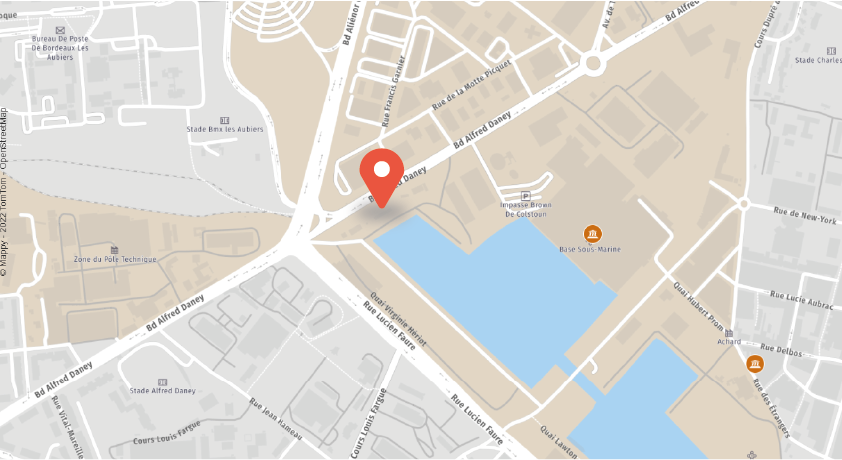 oque
Bureau De Poste
De Bordeaux Les
Aubiers
Stade Bmx les Aubiers
Bd Aliénor
Rue Francis Garnier
Rue de la Motte Picquet
Bd Alfred Daney
Bd Alfred Daney
Av. de T
Bd Alfred
Cours Dupré
Stade Charles
Impasse Brown
De Colstoun
P
Base Sous-Marine
Rue de New-York
Zone du Pôle Technique
Bd Alfred Daney
Bd Alfred Daney
Quai Virginie Hériot
Rue Lucien Faure
Quai Hubert Prom
Rue Lucie Aubrac
Achard
Rue Delbos
Rue des Étrangers
Stade Alfred Daney
Rue Vital-Mareille
Cours Louis Fargue
Rue Jean Hameau
Cours Louis Fargue
Rue Lucien Faure
Quai Lawton
© Mappy - 2022 TomTom - OpenStreetMap